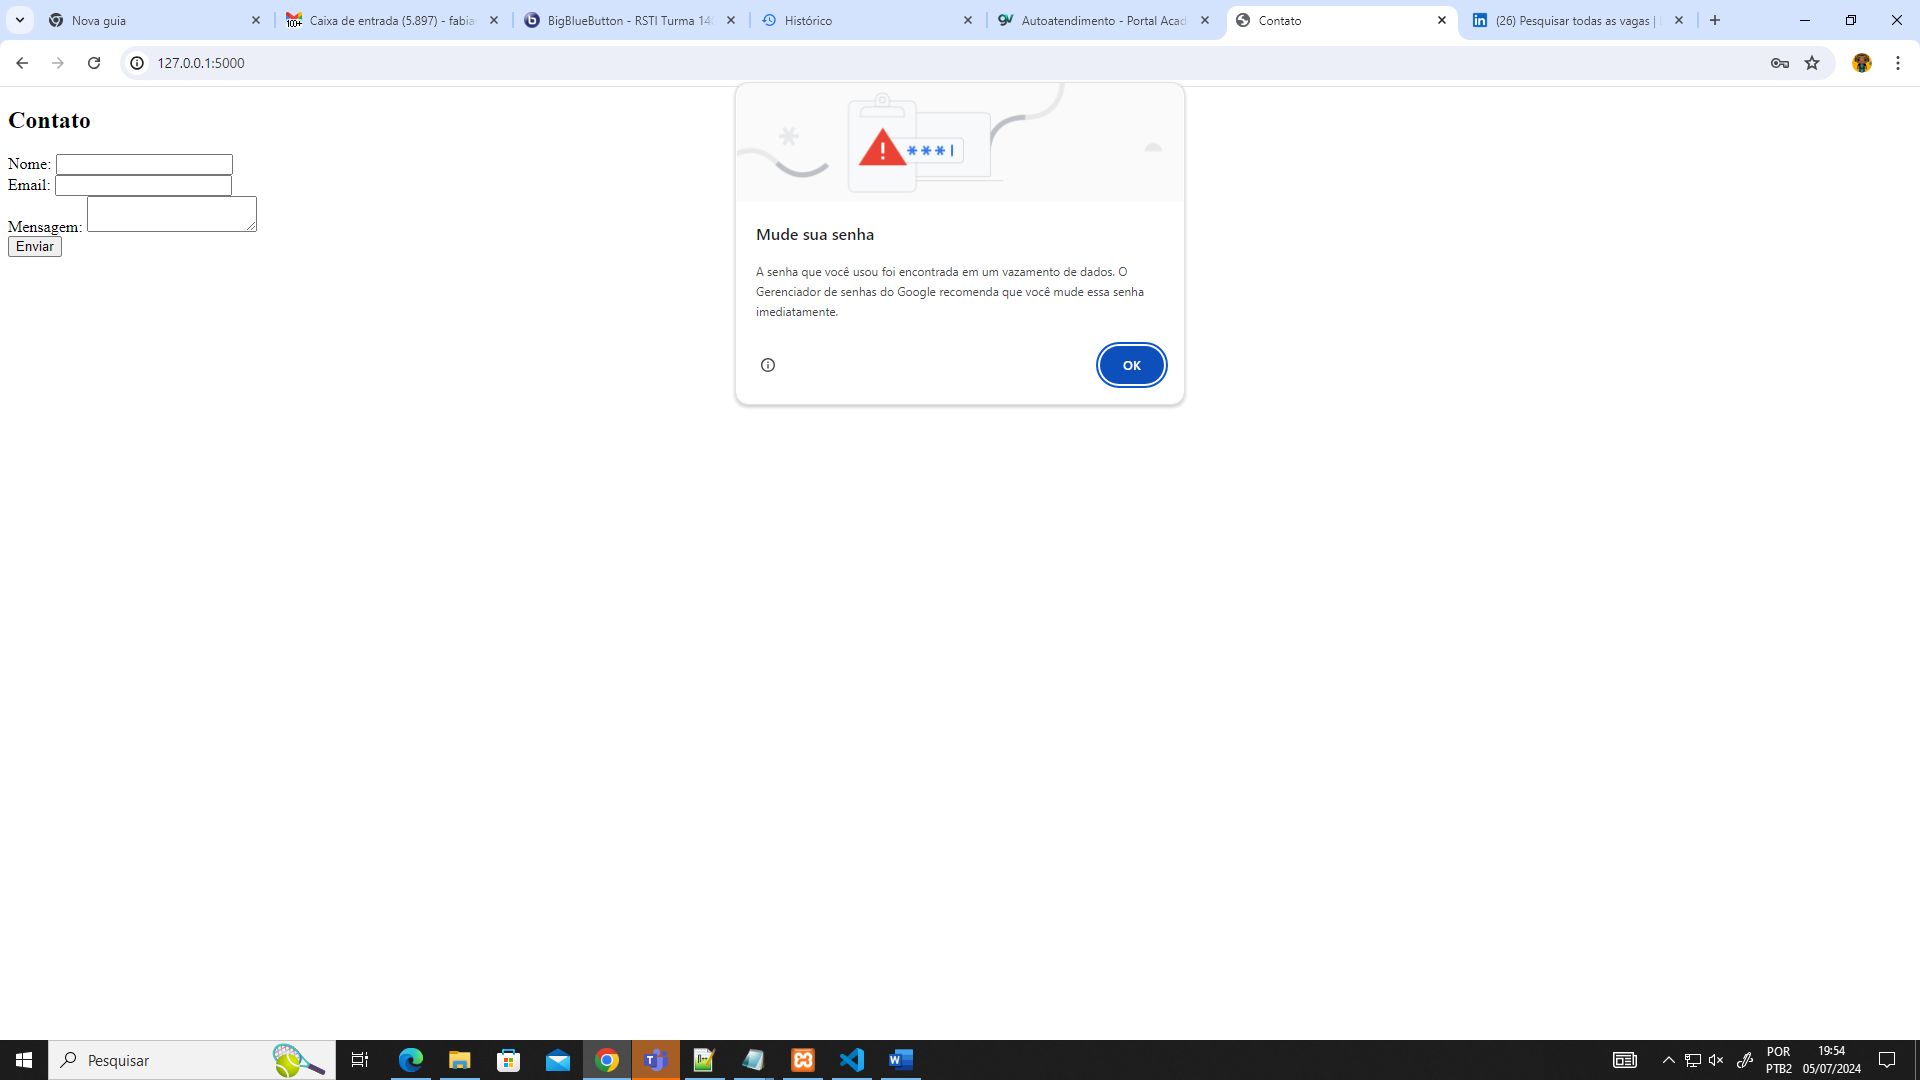 Nova guia
Caixa de entrada (5.897) - fabia
BigBlueButton - RSTI Turma 14
Histórico
Autoatendimento - Portal Acad
Contato
(26) Pesquisar todas as vagas |
127.0.0.1:5000
Contato
Nome:
Email:
Mensagem:
Enviar
***
Mude sua senha
A senha que você usou foi encontrada em um vazamento de dados. O
Gerenciador de senhas do Google recomenda que você mude essa senha
imediatamente.
OK
Pesquisar
POR
PTB2
19:54
05/07/2024